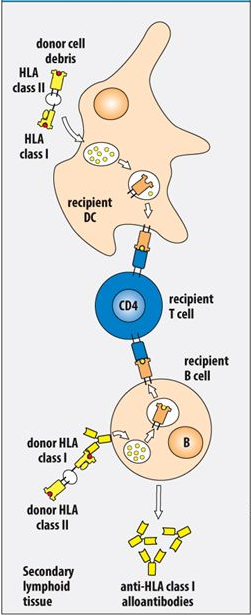 donor cell
debris
HLA
class II
HLA
class I
recipient
DC
CD4
recipient
T cell
recipient
B cell
B
donor HLA
class I
donor HLA
class II
Secondary
lymphoid
tissue
anti-HLA class I
alloantibodies